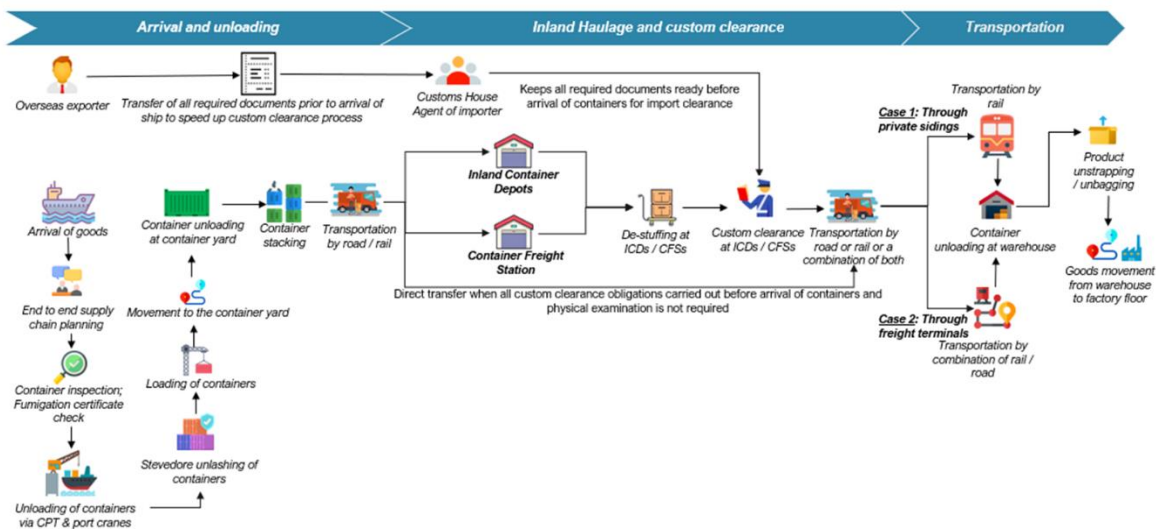 Arrival and unloading
Inland Haulage and custom clearance
Transportation
Overseas exporter
Transfer of all required documents prior to arrival of
ship to speed up custom clearance process
Customs House
Agent of importer
Keeps all required documents ready before
arrival of containers for import clearance
Arrival of goods
End to end supply
chain planning
Container inspection;
Fumigation certificate
check
Unloading of containers
via CPT & port cranes
Stevedore unlashing of
containers
Loading of containers
Movement to the container yard
Container unloading
at container yard
Container
stacking
Transportation
by road / rail
Inland Container
Depots
Container Freight
Station
De-stuffing at
ICDs / CFSs
Custom clearance
at ICDs / CFSs
Transportation by
road or rail or a
combination of both
Direct transfer when all custom clearance obligations carried out before arrival of containers and
physical examination is not required
Case 1: Through
private sidings
Transportation by
rail
Container
unloading at warehouse
Case 2: Through
freight terminals
Transportation by
combination of rail /
road
Product
unstrapping
/ unbagging
Goods movement
from warehouse
to factory floor